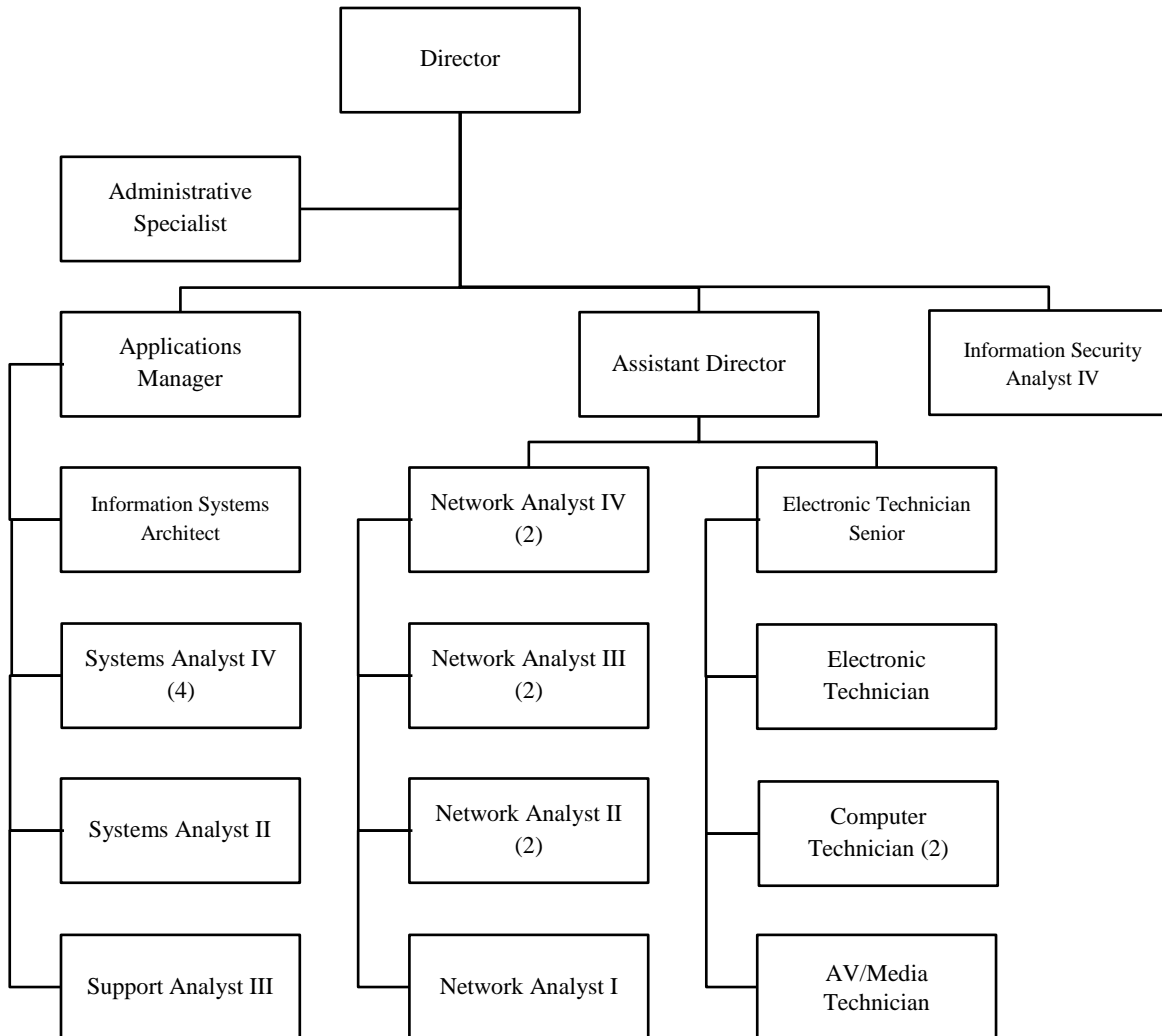 Director
Administrative
Specialist
Applications
Manager
Assistant Director
Information Security
Analyst IV
Information Systems
Architect
Network Analyst IV
(2)
Electronic Technician
Senior
Systems Analyst IV
(4)
Network Analyst III
(2)
Electronic
Technician
Systems Analyst II
Network Analyst II
(2)
Computer
Technician (2)
Support Analyst III
Network Analyst I
AV/Media
Technician